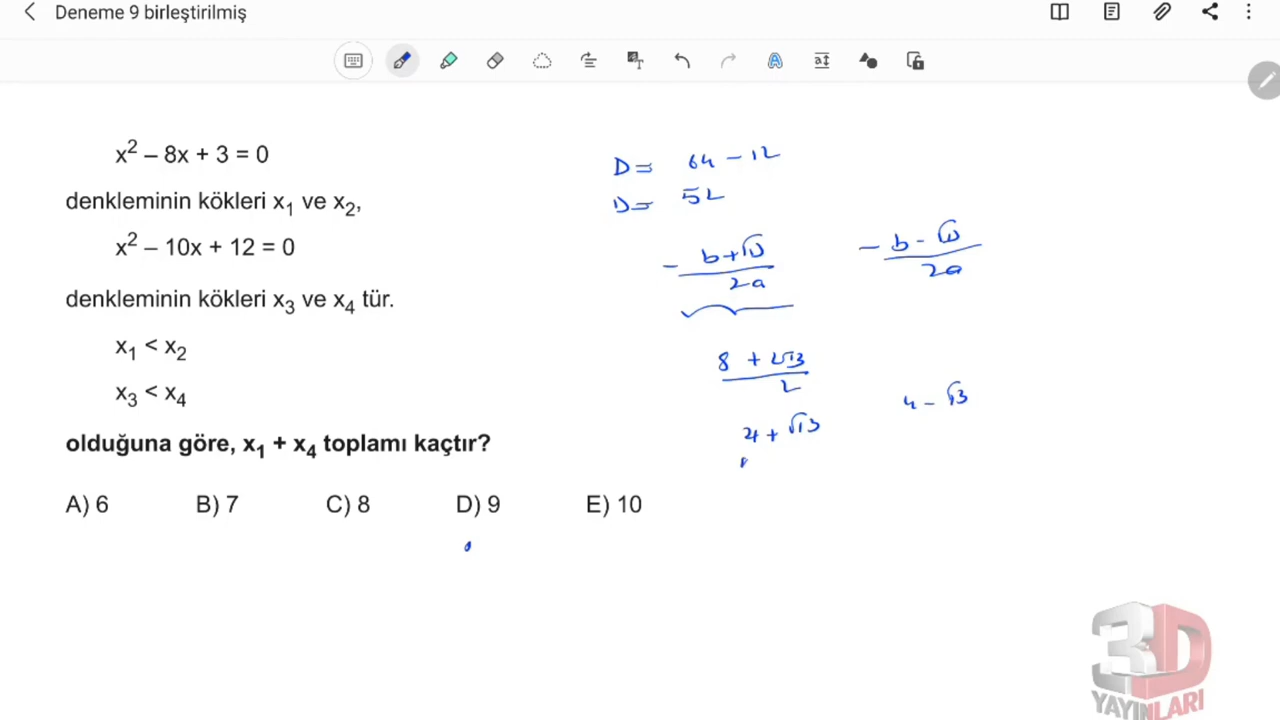 Deneme 9 birleştirilmiş
x² – 8x + 3 = 0
denkleminin kökleri x₁ ve x₂,
x² – 10x + 12 = 0
denkleminin kökleri x₃ ve x₄ tür.
x₁ < x₂
x₃ < x₄
olduğuna göre, x₁ + x₄ toplamı kaçtır?
A) 6 B) 7 C) 8 D) 9 E) 10
D = 64 – 12
D = 52
– b + √D / 2a
– b – √D / 2a
8 + 2√13 / 2
4 + √13
4 – √13
3D
YAYINLARI